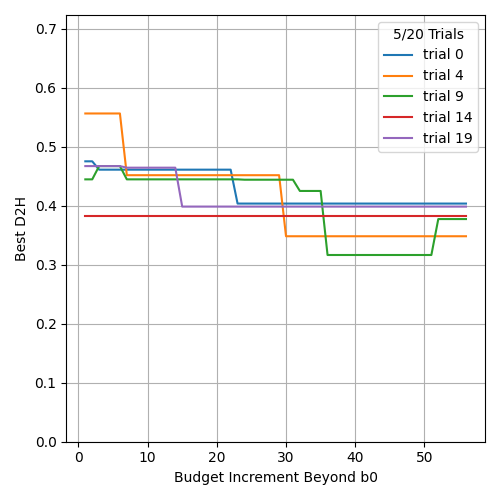 5/20 Trials
trial 0
trial 4
trial 9
trial 14
trial 19
0.7
0.6
0.5
0.4
0.3
0.2
0.1
0.0
Best D2H
0 10 20 30 40 50
Budget Increment Beyond b0